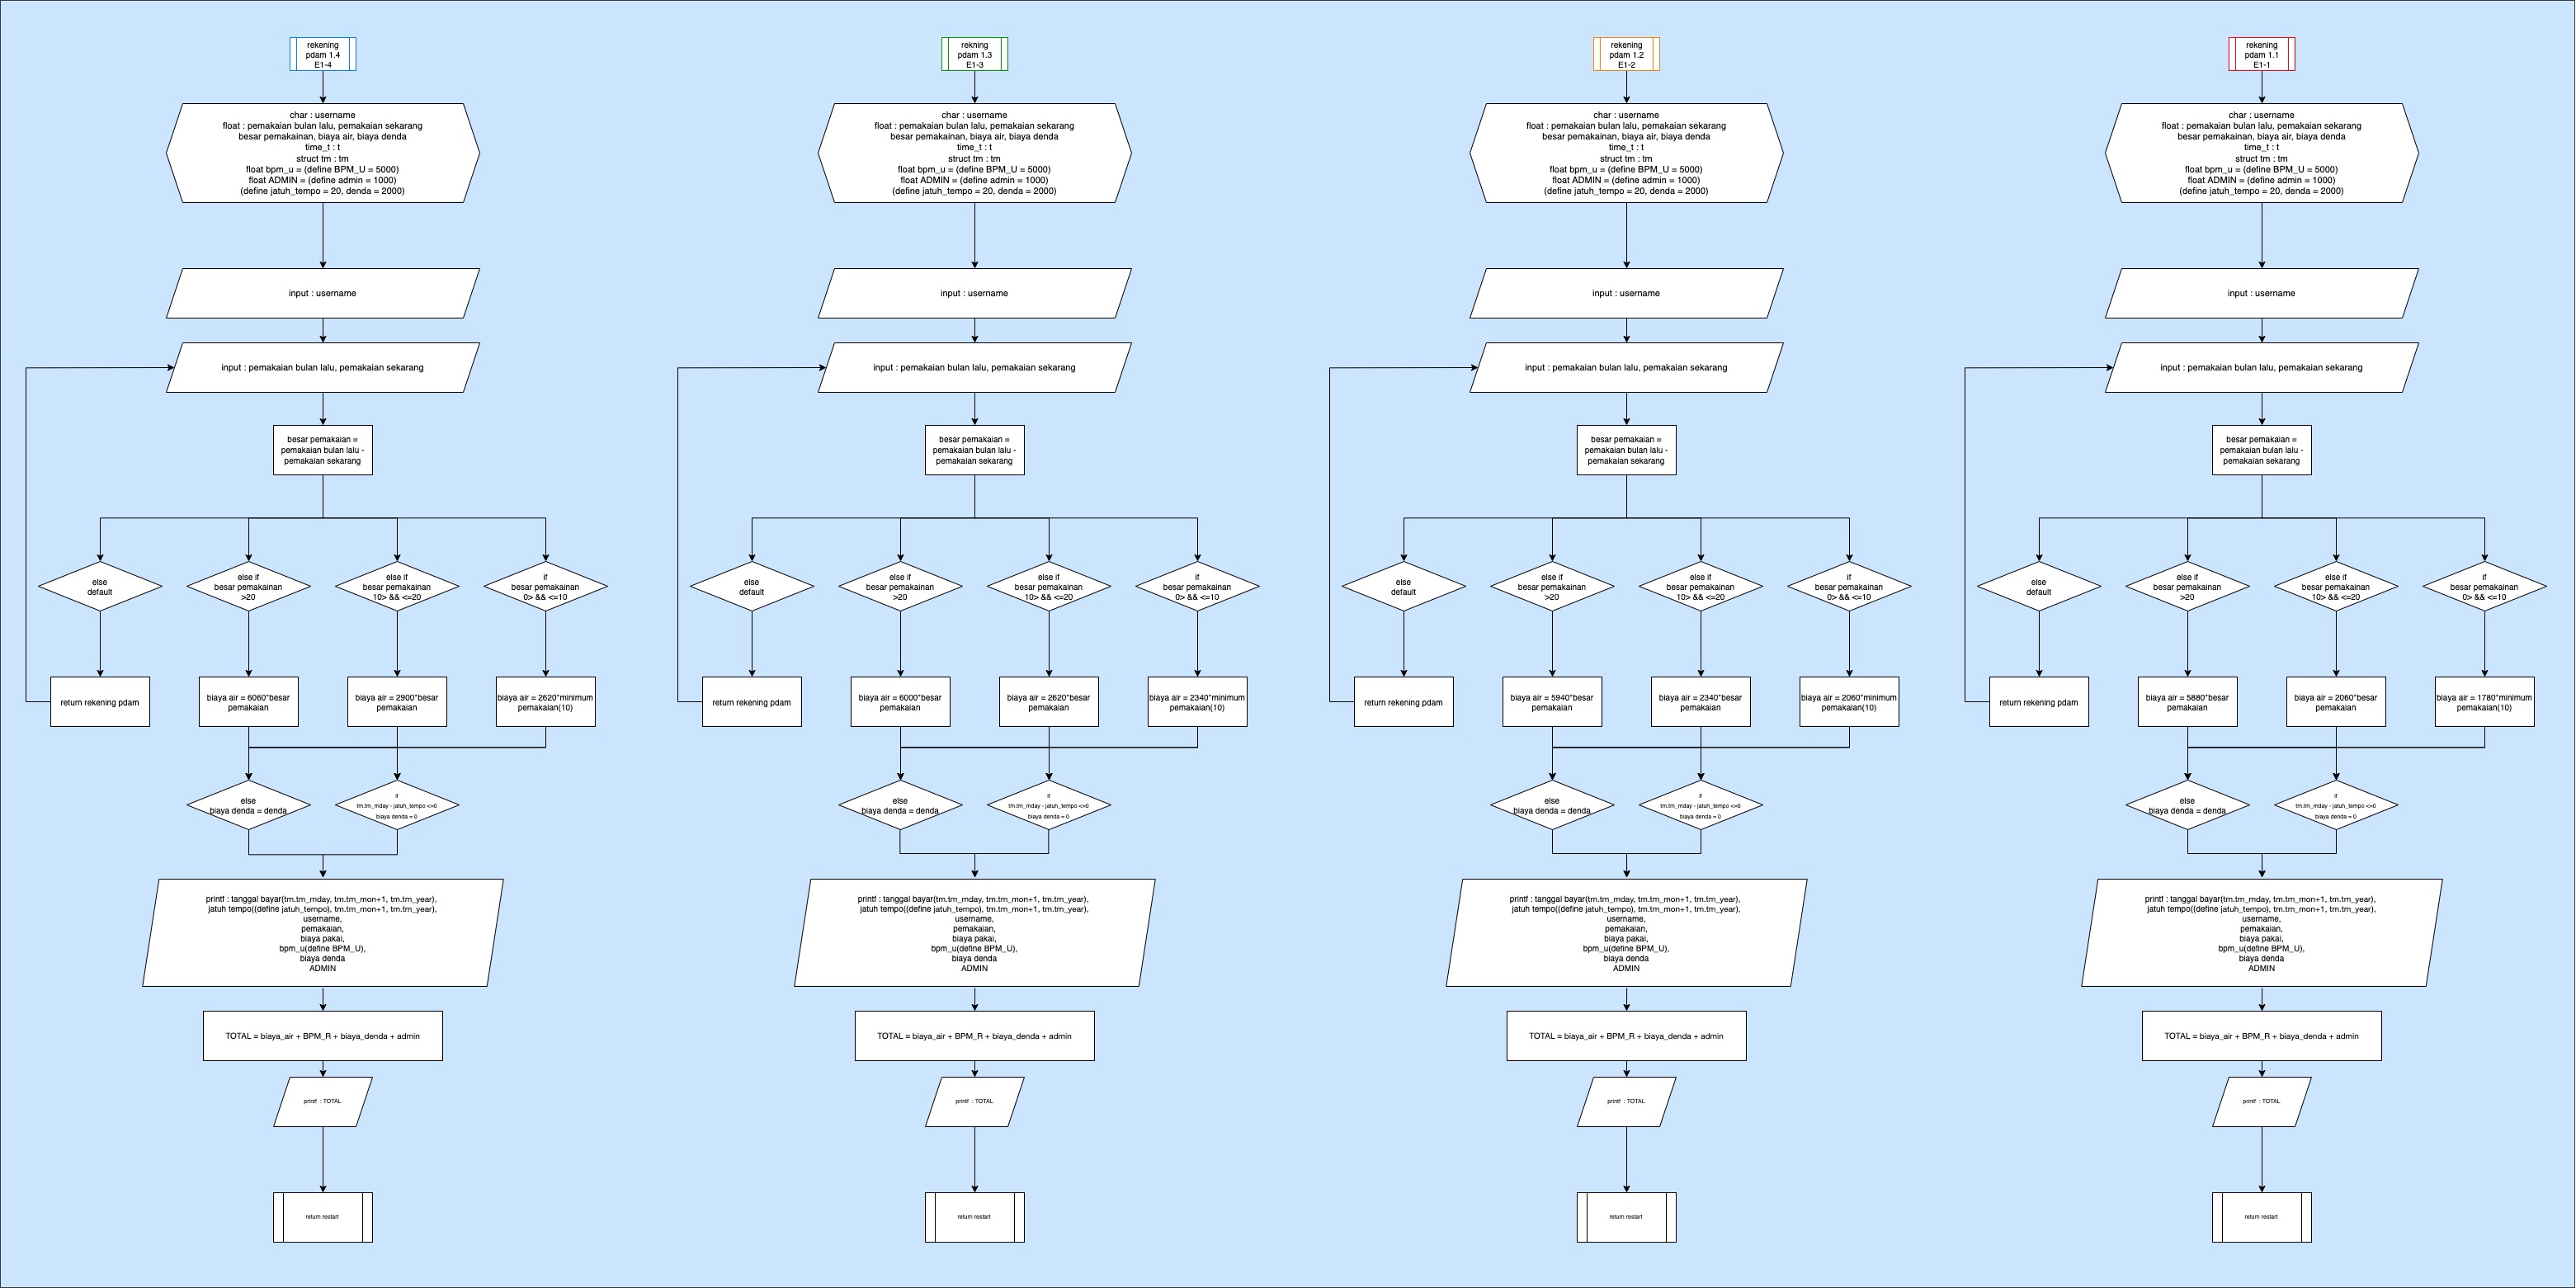 rekening
pdam 1.4
E1-4
char : username
float : pemakaian bulan lalu, pemakaian sekarang
besar pemakainan, biaya air, biaya denda
time_t : t
struct tm : tm
float bpm_u = (define BPM_U = 5000)
float ADMIN = (define admin = 1000)
(define jatuh_tempo = 20, denda = 2000)
input : username
input : pemakaian bulan lalu, pemakaian sekarang
besar pemakaian =
pemakaian bulan lalu -
pemakaian sekarang
else
default
else if
besar pemakainan
>20
else if
besar pemakainan
10> && <=20
if
besar pemakainan
0> && <=10
return rekening pdam
biaya air = 6060*besar
pemakaian
biaya air = 2900*besar
pemakaian
biaya air = 2620*minimum
pemakaian(10)
else
biaya denda = denda
if
tm.tm_mday - jatuh_tempo <=0
biaya denda = 0
printf : tanggal bayar(tm.tm_mday, tm.tm_mon+1, tm.tm_year),
jatuh tempo((define jatuh_tempo), tm.tm_mon+1, tm.tm_year),
username,
pemakaian,
biaya pakai,
bpm_u(define BPM_U),
biaya denda
ADMIN
TOTAL = biaya_air + BPM_R + biaya_denda + admin
printf : TOTAL
return restart
rekning
pdam 1.3
E1-3
char : username
float : pemakaian bulan lalu, pemakaian sekarang
besar pemakainan, biaya air, biaya denda
time_t : t
struct tm : tm
float bpm_u = (define BPM_U = 5000)
float ADMIN = (define admin = 1000)
(define jatuh_tempo = 20, denda = 2000)
input : username
input : pemakaian bulan lalu, pemakaian sekarang
besar pemakaian =
pemakaian bulan lalu -
pemakaian sekarang
else
default
else if
besar pemakainan
>20
else if
besar pemakainan
10> && <=20
if
besar pemakainan
0> && <=10
return rekening pdam
biaya air = 6000*besar
pemakaian
biaya air = 2620*besar
pemakaian
biaya air = 2340*minimum
pemakaian(10)
else
biaya denda = denda
if
tm.tm_mday - jatuh_tempo <=0
biaya denda = 0
printf : tanggal bayar(tm.tm_mday, tm.tm_mon+1, tm.tm_year),
jatuh tempo((define jatuh_tempo), tm.tm_mon+1, tm.tm_year),
username,
pemakaian,
biaya pakai,
bpm_u(define BPM_U),
biaya denda
ADMIN
TOTAL = biaya_air + BPM_R + biaya_denda + admin
printf : TOTAL
return restart
rekening
pdam 1.2
E1-2
char : username
float : pemakaian bulan lalu, pemakaian sekarang
besar pemakainan, biaya air, biaya denda
time_t : t
struct tm : tm
float bpm_u = (define BPM_U = 5000)
float ADMIN = (define admin = 1000)
(define jatuh_tempo = 20, denda = 2000)
input : username
input : pemakaian bulan lalu, pemakaian sekarang
besar pemakaian =
pemakaian bulan lalu -
pemakaian sekarang
else
default
else if
besar pemakainan
>20
else if
besar pemakainan
10> && <=20
if
besar pemakainan
0> && <=10
return rekening pdam
biaya air = 5940*besar
pemakaian
biaya air = 2340*besar
pemakaian
biaya air = 2060*minimum
pemakaian(10)
else
biaya denda = denda
if
tm.tm_mday - jatuh_tempo <=0
biaya denda = 0
printf : tanggal bayar(tm.tm_mday, tm.tm_mon+1, tm.tm_year),
jatuh tempo((define jatuh_tempo), tm.tm_mon+1, tm.tm_year),
username,
pemakaian,
biaya pakai,
bpm_u(define BPM_U),
biaya denda
ADMIN
TOTAL = biaya_air + BPM_R + biaya_denda + admin
printf : TOTAL
return restart
rekening
pdam 1.1
E1-1
char : username
float : pemakaian bulan lalu, pemakaian sekarang
besar pemakainan, biaya air, biaya denda
time_t : t
struct tm : tm
float bpm_u = (define BPM_U = 5000)
float ADMIN = (define admin = 1000)
(define jatuh_tempo = 20, denda = 2000)
input : username
input : pemakaian bulan lalu, pemakaian sekarang
besar pemakaian =
pemakaian bulan lalu -
pemakaian sekarang
else
default
else if
besar pemakainan
>20
else if
besar pemakainan
10> && <=20
if
besar pemakainan
0> && <=10
return rekening pdam
biaya air = 5880*besar
pemakaian
biaya air = 2060*besar
pemakaian
biaya air = 1780*minimum
pemakaian(10)
else
biaya denda = denda
if
tm.tm_mday - jatuh_tempo <=0
biaya denda = 0
printf : tanggal bayar(tm.tm_mday, tm.tm_mon+1, tm.tm_year),
jatuh tempo((define jatuh_tempo), tm.tm_mon+1, tm.tm_year),
username,
pemakaian,
biaya pakai,
bpm_u(define BPM_U),
biaya denda
ADMIN
TOTAL = biaya_air + BPM_R + biaya_denda + admin
printf : TOTAL
return restart